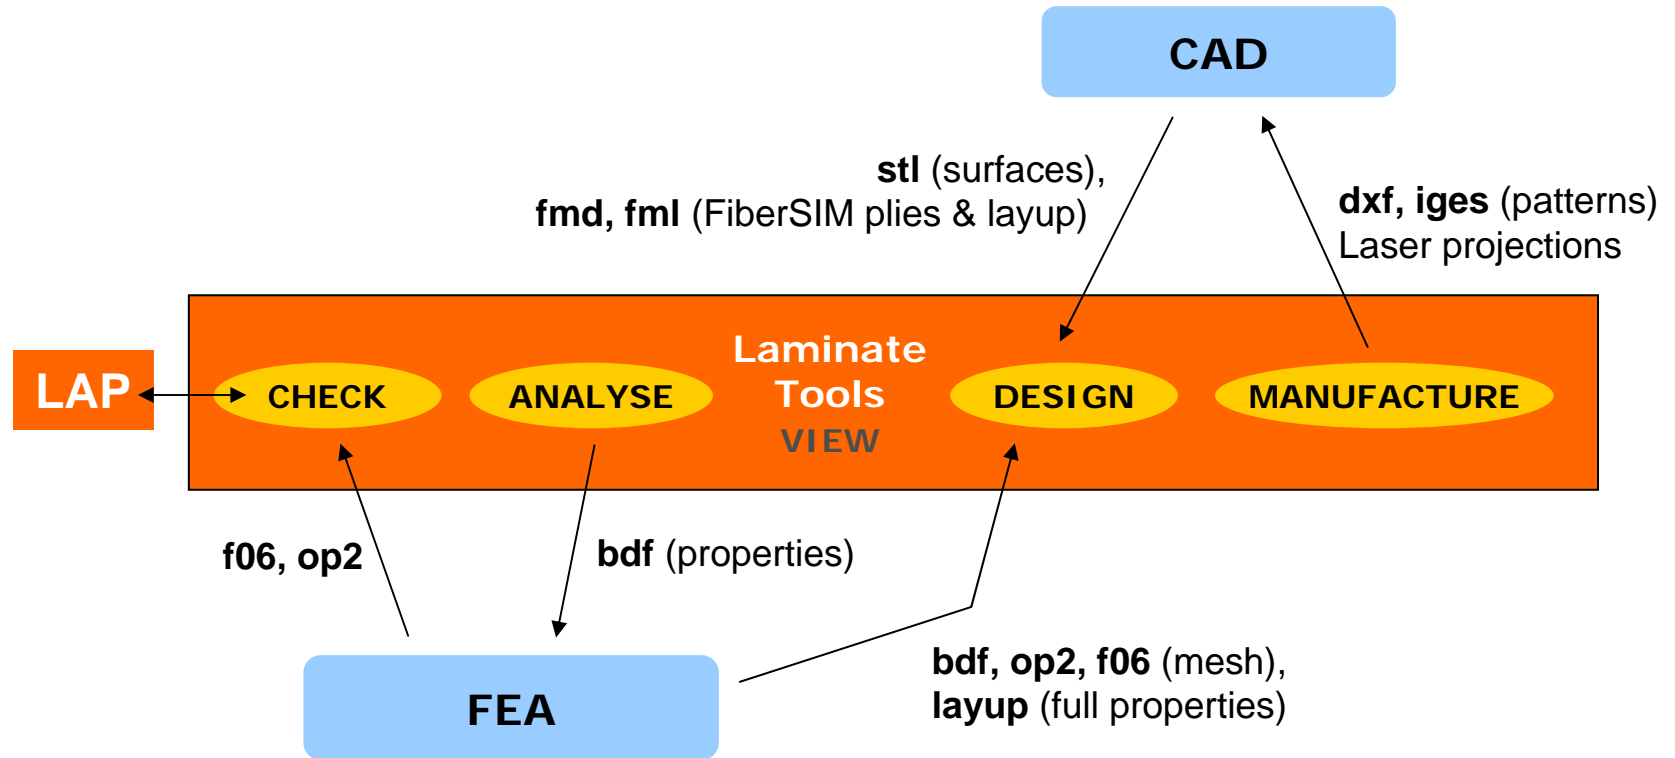 CAD
stl (surfaces),
fmd, fml (FiberSIM plies & layup)
dxf, iges (patterns)
Laser projections
LAP
CHECK
ANALYSE
Laminate
Tools
VIEW
DESIGN
MANUFACTURE
f06, op2
bdf (properties)
bdf, op2, f06 (mesh),
layup (full properties)
FEA